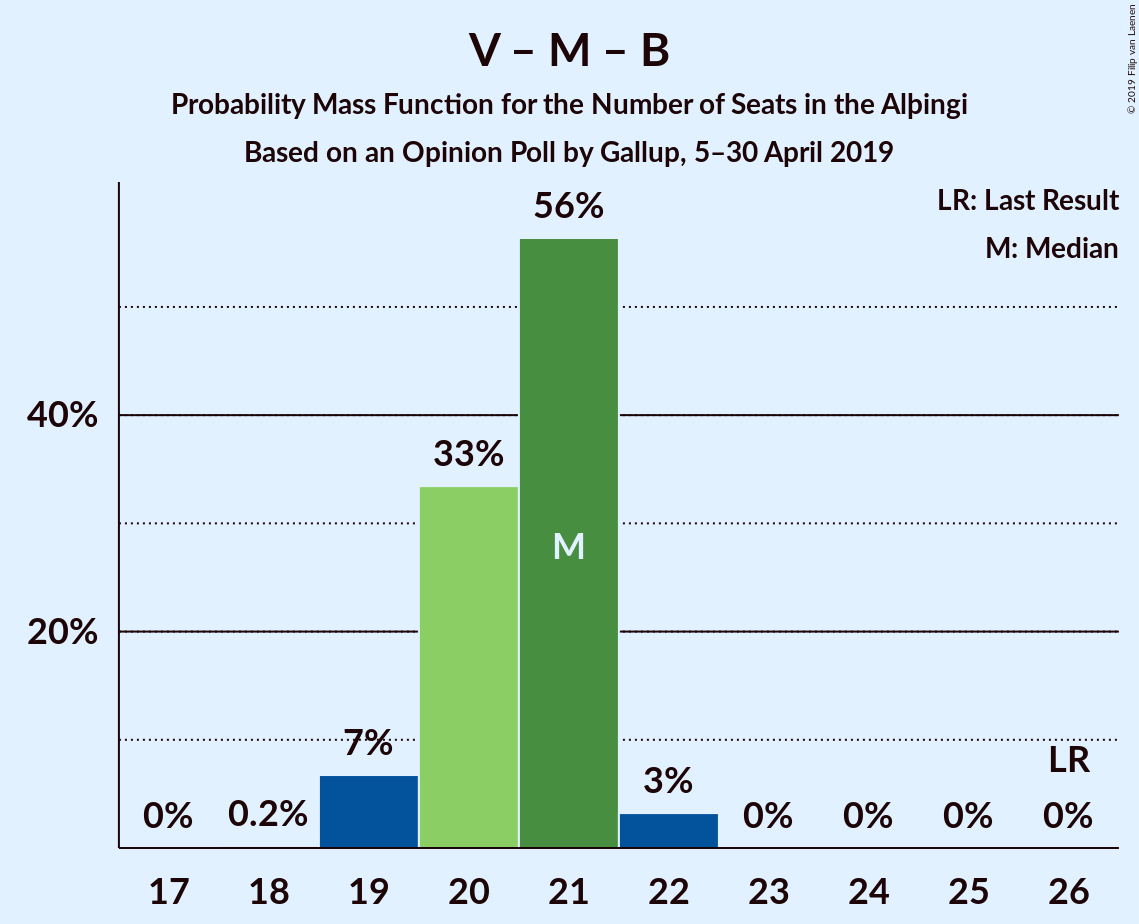 V – M – B
Probability Mass Function for the Number of Seats in the Alþingi
Based on an Opinion Poll by Gallup, 5–30 April 2019
© 2019 Filip van Laenen
LR: Last Result
M: Median
56%
40%
33%
M
20%
7%
3%
LR
0%
0.2%
0%
0%
0%
0%
17 18 19 20 21 22 23 24 25 26